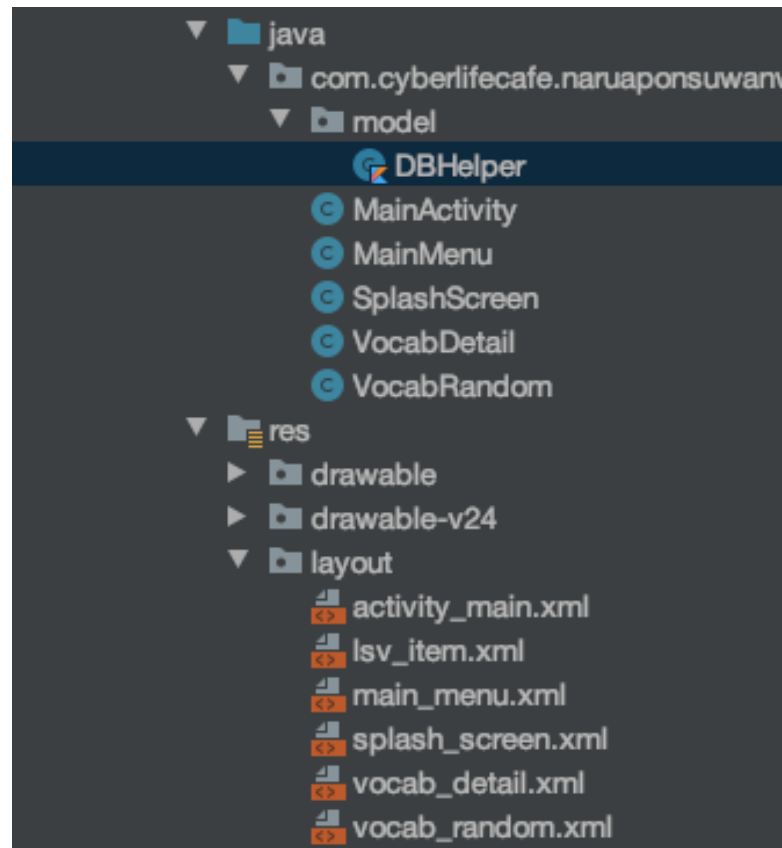 java
com.cyberlifecafe.naruaponsuwanv
model
DBHelper
MainActivity
MainMenu
SplashScreen
VocabDetail
VocabRandom
res
drawable
drawable-v24
layout
activity_main.xml
lsv_item.xml
main_menu.xml
splash_screen.xml
vocab_detail.xml
vocab_random.xml